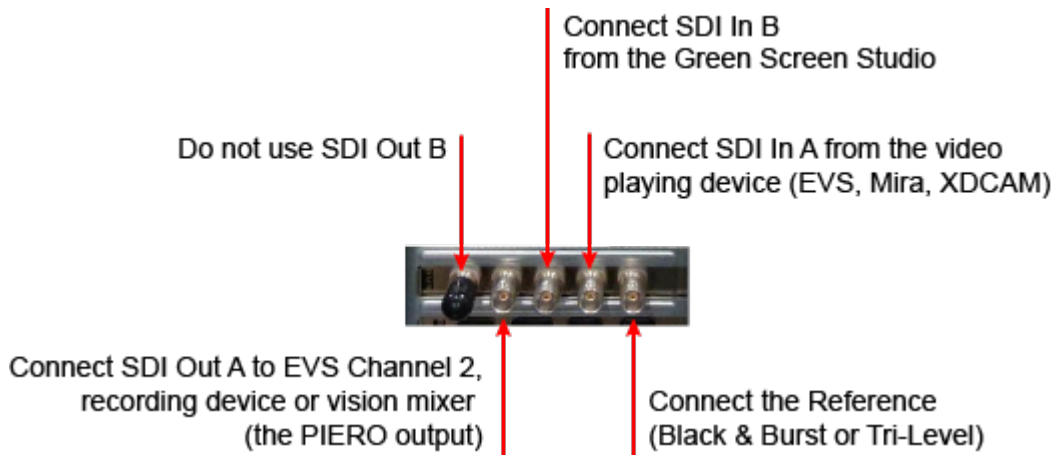 Connect SDI In B
from the Green Screen Studio
Do not use SDI Out B
Connect SDI In A from the video
playing device (EVS, Mira, XDCAM)
Connect SDI Out A to EVS Channel 2,
recording device or vision mixer
(the PIERO output)
Connect the Reference
(Black & Burst or Tri-Level)